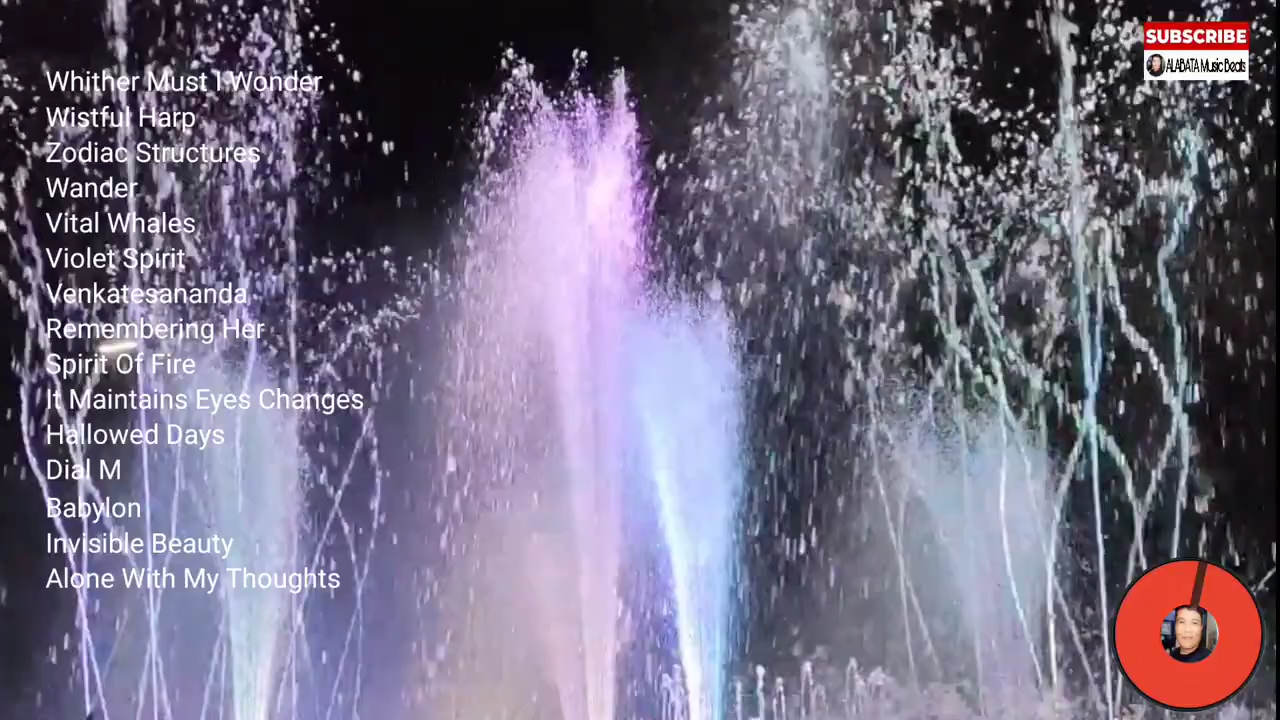 Whither Must I Wonder
Wistful Harp
Zodiac Structures
Wander
Vital Whales
Violet Spirit
Venkatesananda
Remembering Her
Spirit Of Fire
It Maintains Eyes Changes
Hallowed Days
Dial M
Babylon
Invisible Beauty
Alone With My Thoughts
SUBSCRIBE
ALABATA Music Beats